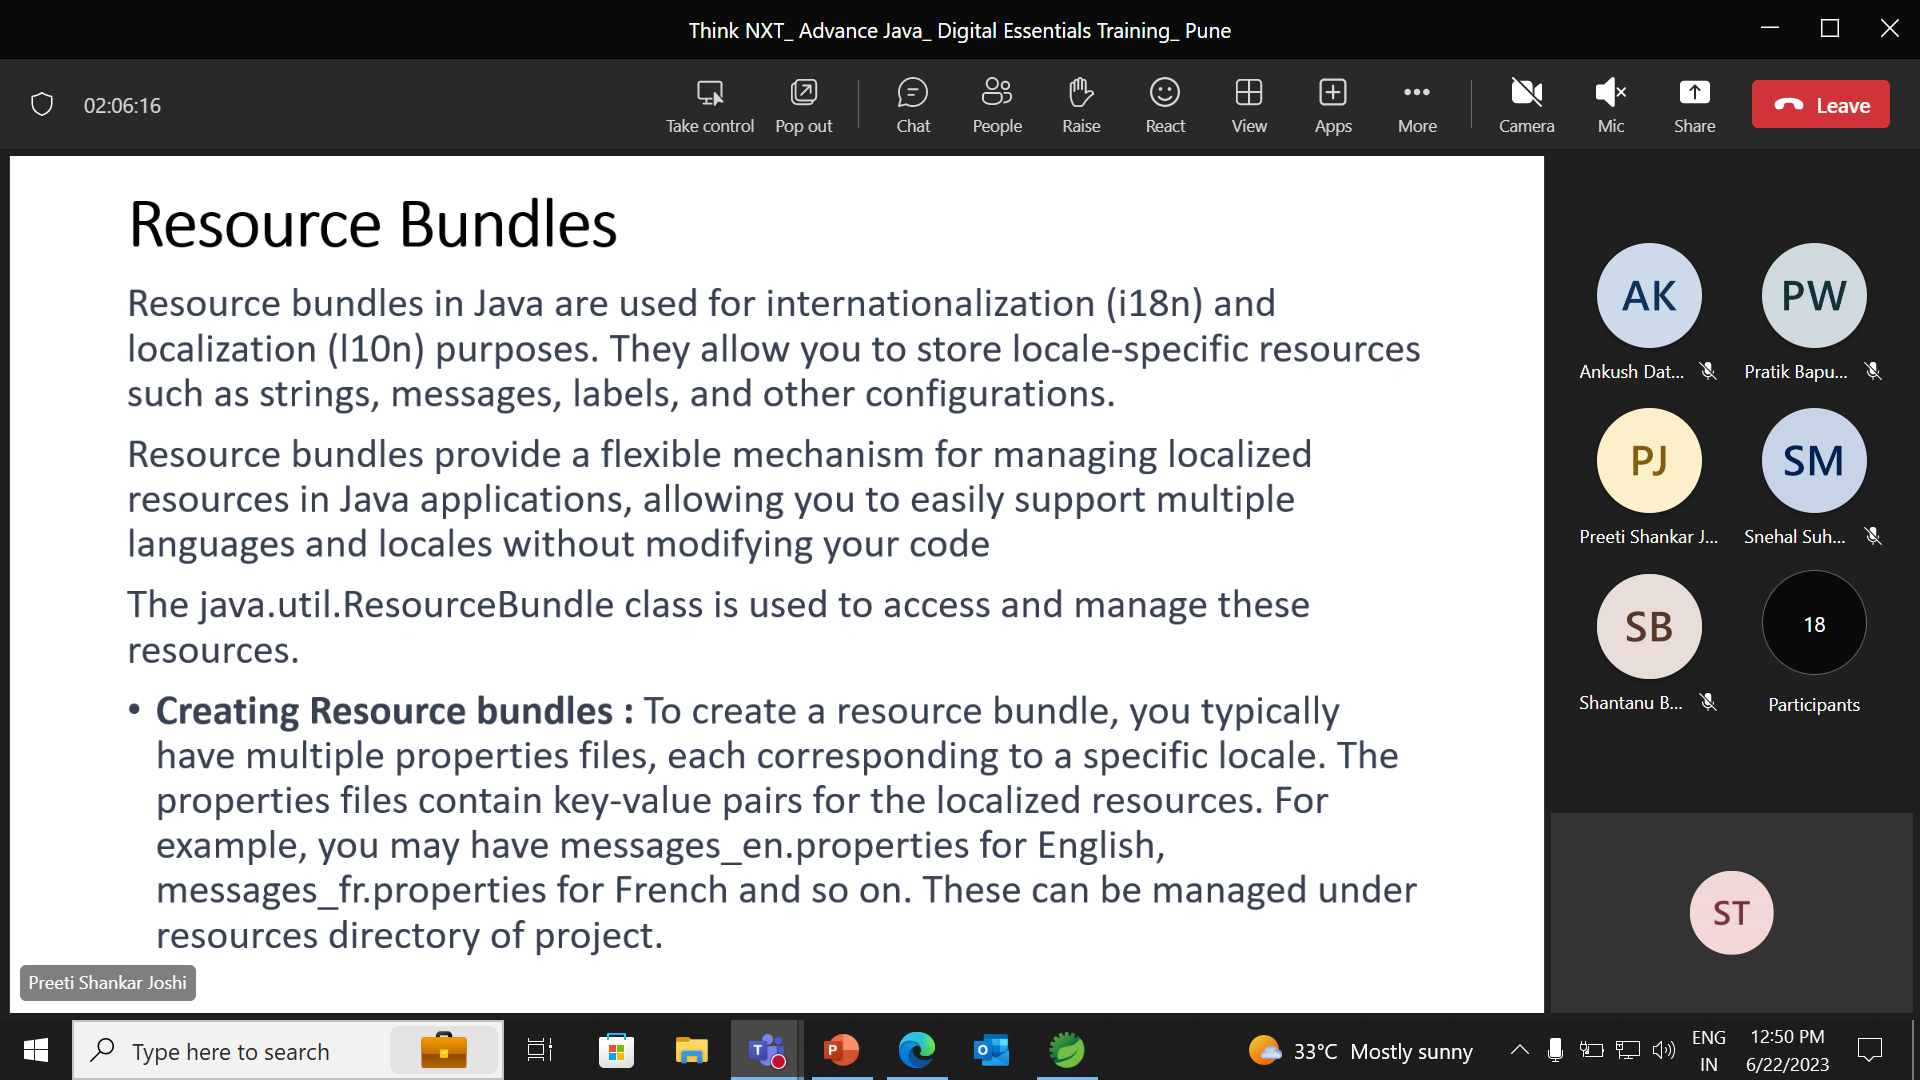 Think NXT_ Advance Java_ Digital Essentials Training_ Pune
02:06:16
Take control
Pop out
Chat
People
Raise
React
View
Apps
More
Camera
Mic
Share
Leave
Resource Bundles
Resource bundles in Java are used for internationalization (i18n) and
localization (l10n) purposes. They allow you to store locale-specific resources
such as strings, messages, labels, and other configurations.
Resource bundles provide a flexible mechanism for managing localized
resources in Java applications, allowing you to easily support multiple
languages and locales without modifying your code
The java.util.ResourceBundle class is used to access and manage these
resources.
• Creating Resource bundles : To create a resource bundle, you typically
have multiple properties files, each corresponding to a specific locale. The
properties files contain key-value pairs for the localized resources. For
example, you may have messages_en.properties for English,
messages_fr.properties for French and so on. These can be managed under
resources directory of project.
Preeti Shankar Joshi
AK
PW
Ankush Dat...
Pratik Bapu...
PJ
SM
Preeti Shankar J...
Snehal Suh...
SB
18
Shantanu B...
Participants
ST
Type here to search
33°C Mostly sunny
ENG
IN
12:50 PM
6/22/2023